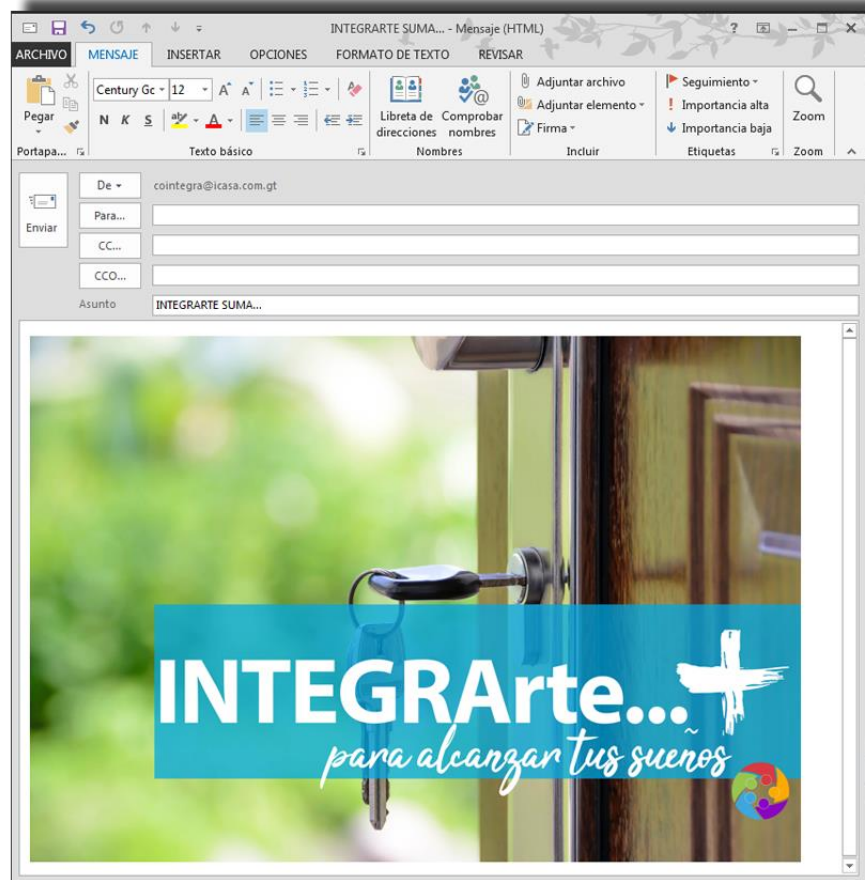 INTEGRARTE SUMA... - Mensaje (HTML)
ARCHIVO MENSAJE INSERTAR OPCIONES FORMATO DE TEXTO REVISAR
Pegar
Century Gc 12
N K S
Libreta de direcciones
Comprobar nombres
Adjuntar archivo
Adjuntar elemento
Firma
Seguimiento
Importancia alta
Importancia baja
Zoom
Portapa... Texto básico Nombres Incluir Etiquetas Zoom
Enviar
De cointegra@icasa.com.gt
Para...
CC...
CCO...
Asunto INTEGRARTE SUMA...
INTEGRArte...+
para alcanzar tus sueños